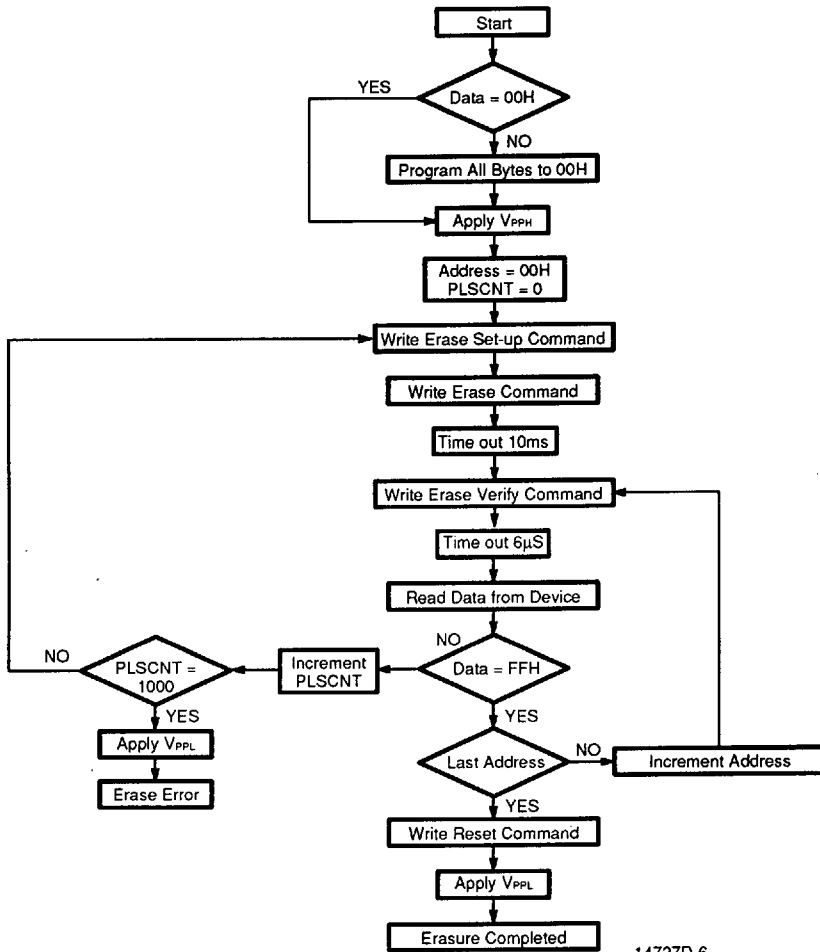 Start
YES
Data = 00H
NO
Program All Bytes to 00H
Apply VPPH
Address = 00H
PLSCNT = 0
Write Erase Set-up Command
Write Erase Command
Time out 10ms
Write Erase Verify Command
Time out 6µS
Read Data from Device
NO
Data = FFH
Increment
PLSCNT
NO
PLSCNT =
1000
YES
Apply VPPL
Erase Error
YES
Last Address
NO
Increment Address
YES
Write Reset Command
Apply VPPL
Erasure Completed